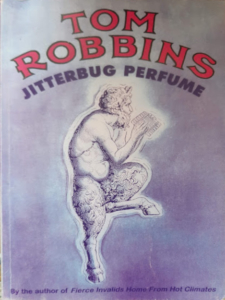 TOM
ROBBINS
JITTERBUG PERFUME
By the author of Fierce Invalids Home From Hot Climates